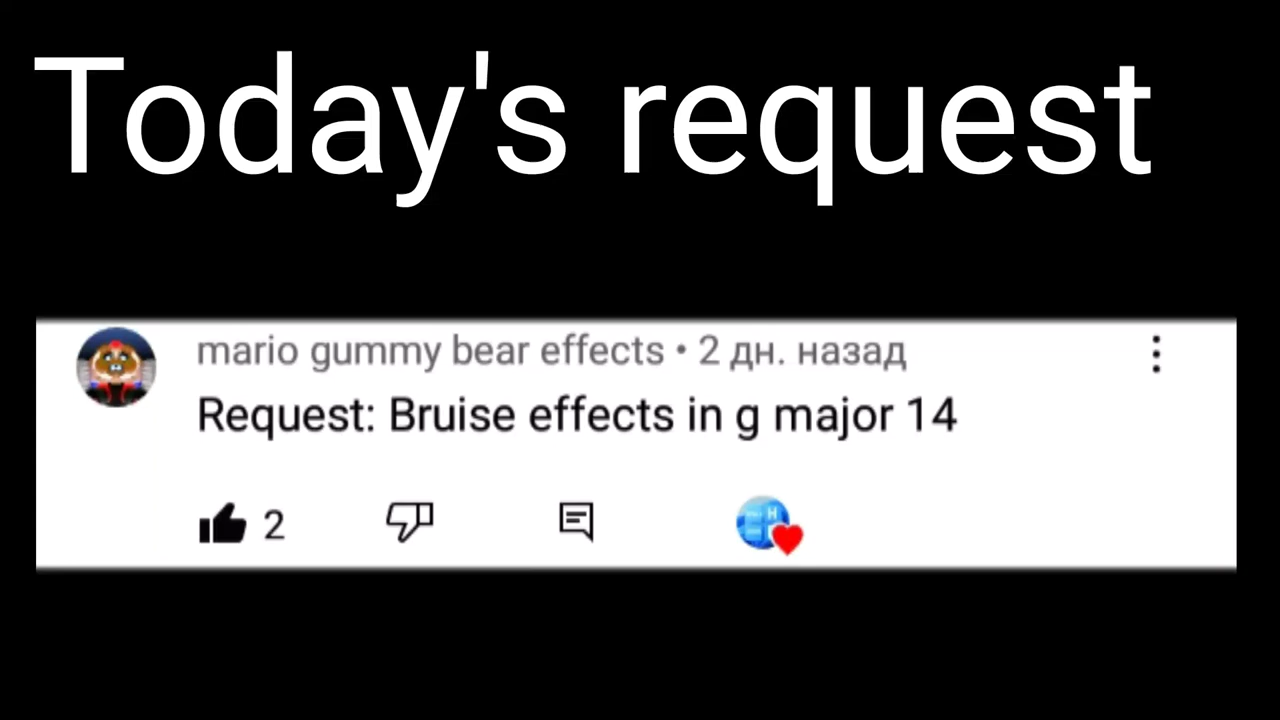 Today's request
mario gummy bear effects • 2 дн. назад
Request: Bruise effects in g major 14
2